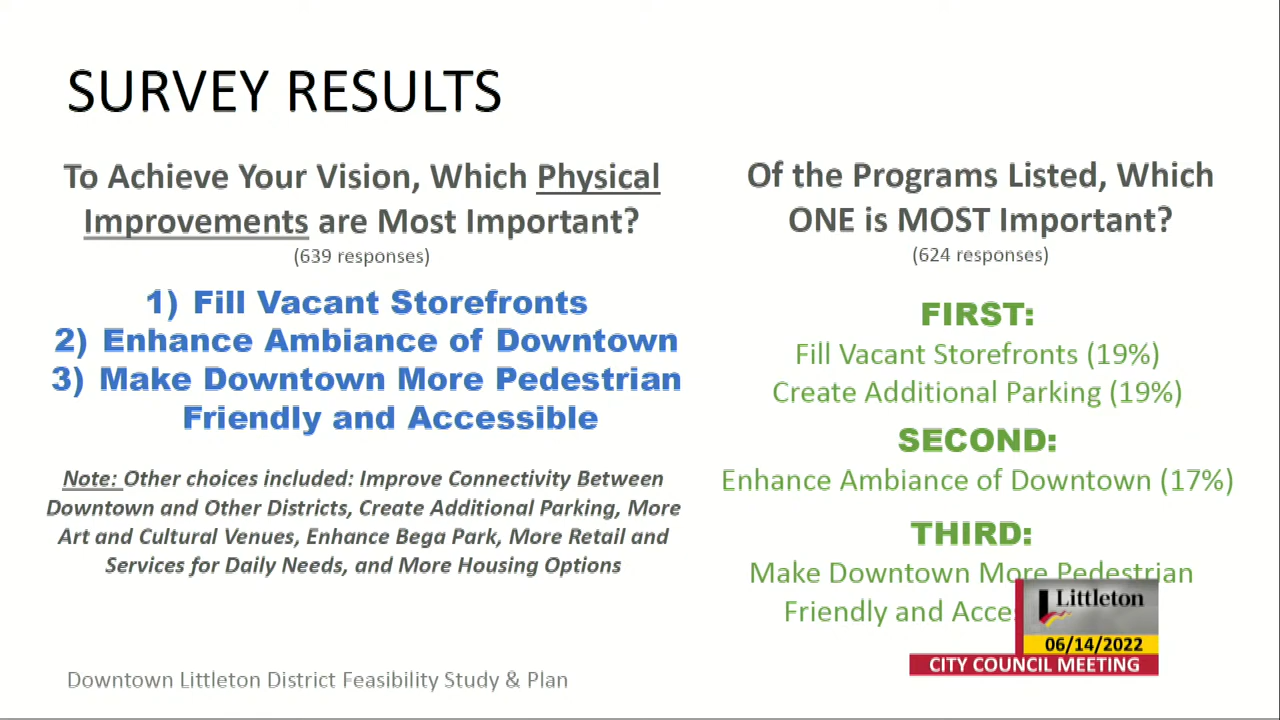 SURVEY RESULTS
To Achieve Your Vision, Which Physical
Improvements are Most Important?
(639 responses)
1) Fill Vacant Storefronts
2) Enhance Ambiance of Downtown
3) Make Downtown More Pedestrian
Friendly and Accessible
Note: Other choices included: Improve Connectivity Between
Downtown and Other Districts, Create Additional Parking, More
Art and Cultural Venues, Enhance Bega Park, More Retail and
Services for Daily Needs, and More Housing Options
Of the Programs Listed, Which
ONE is MOST Important?
(624 responses)
FIRST:
Fill Vacant Storefronts (19%)
Create Additional Parking (19%)
SECOND:
Enhance Ambiance of Downtown (17%)
THIRD:
Make Downtown More Pedestrian
Friendly and
Littleton
06/14/2022
CITY COUNCIL MEETING
Downtown Littleton District Feasibility Study & Plan